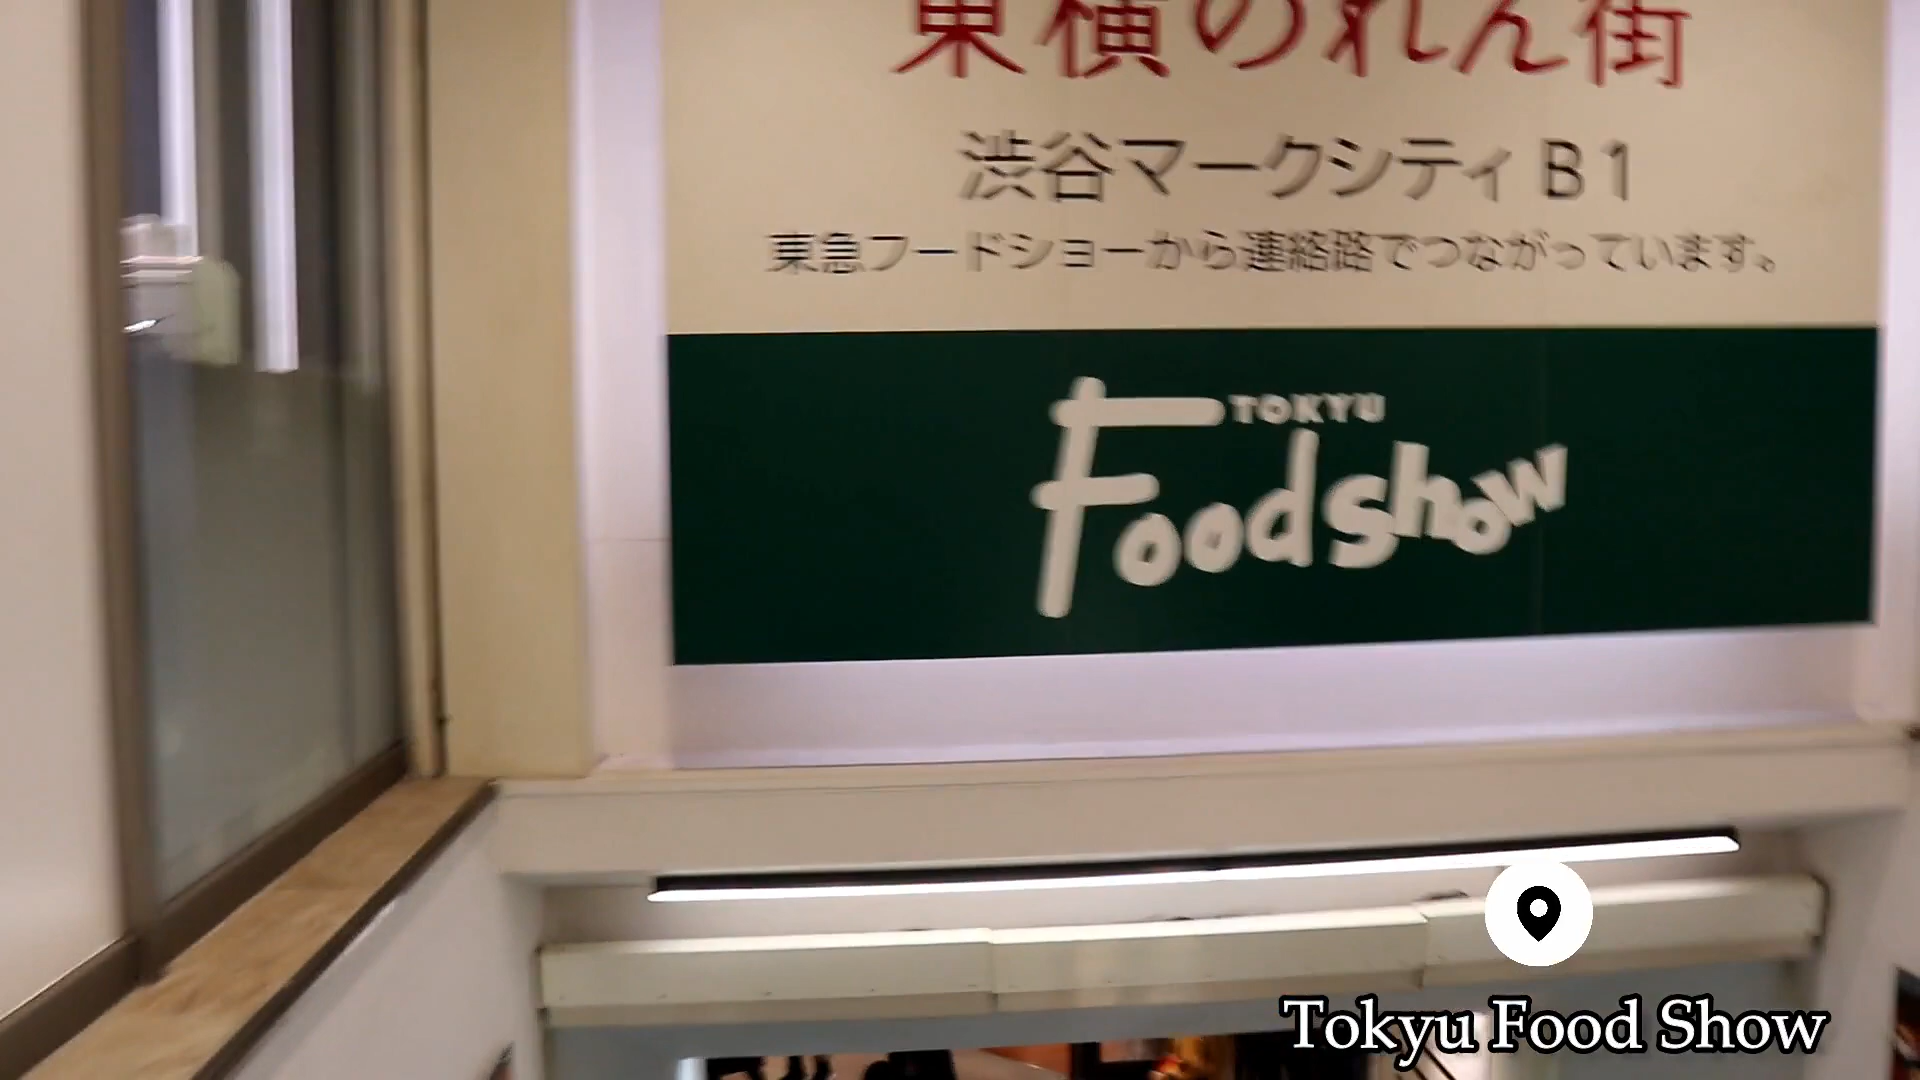 東横のれん街
渋谷マークシティ B1
東急フードショーから連絡路でつながっています。
TOKYU
Foodshow
Tokyu Food Show